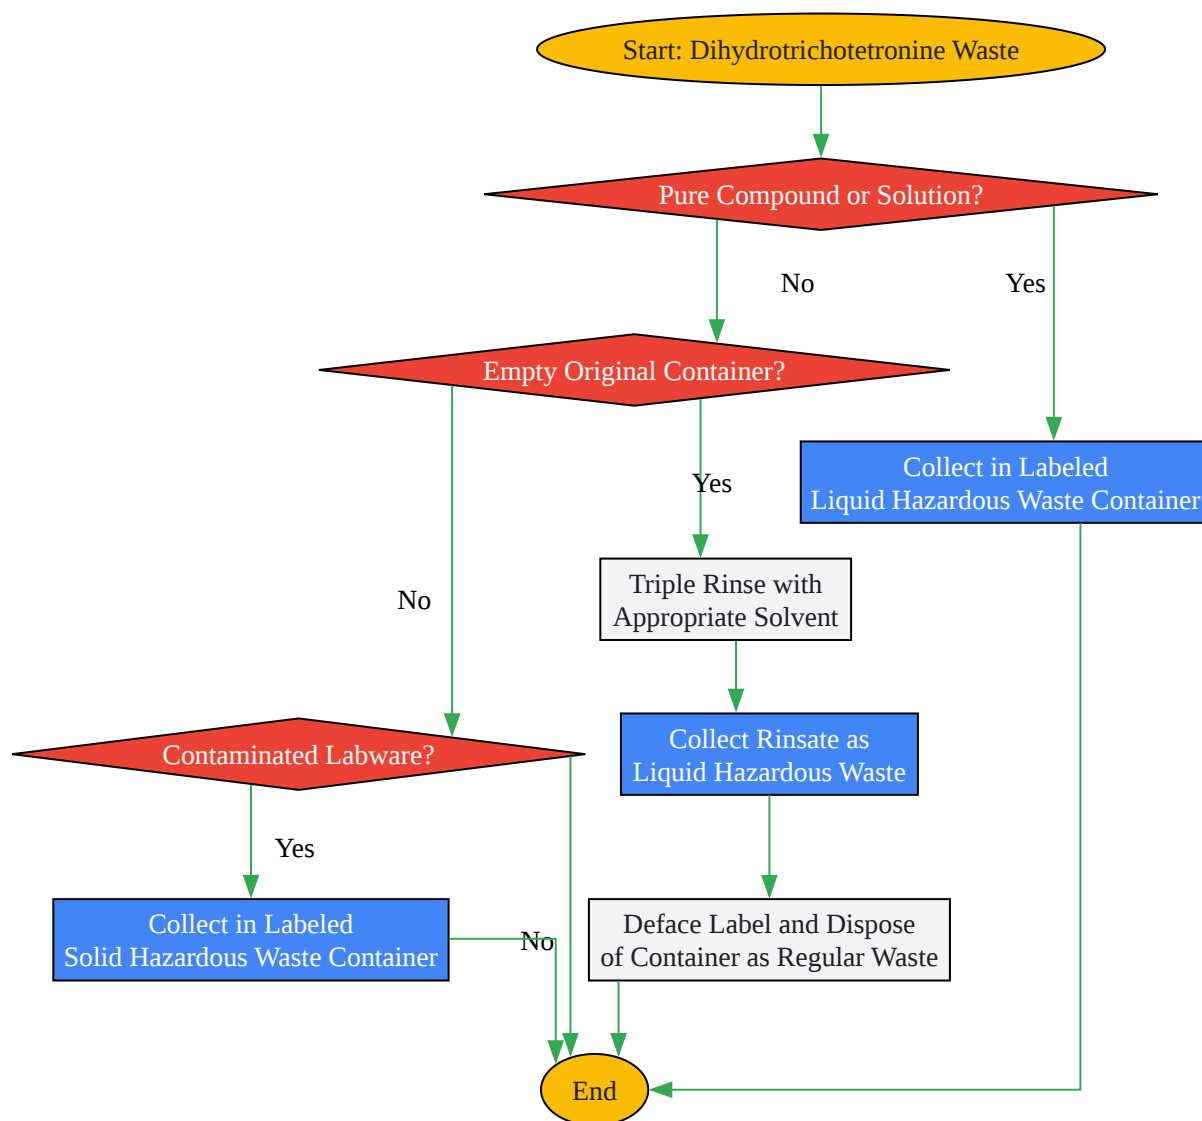 Start: Dihydrotrichotetronine Waste
Pure Compound or Solution?
No
Yes
Empty Original Container?
Collect in Labeled
Liquid Hazardous Waste Container
Yes
Triple Rinse with
Appropriate Solvent
No
Contaminated Labware?
Collect Rinsate as
Liquid Hazardous Waste
Yes
Collect in Labeled
Solid Hazardous Waste Container
No
Deface Label and Dispose
of Container as Regular Waste
End